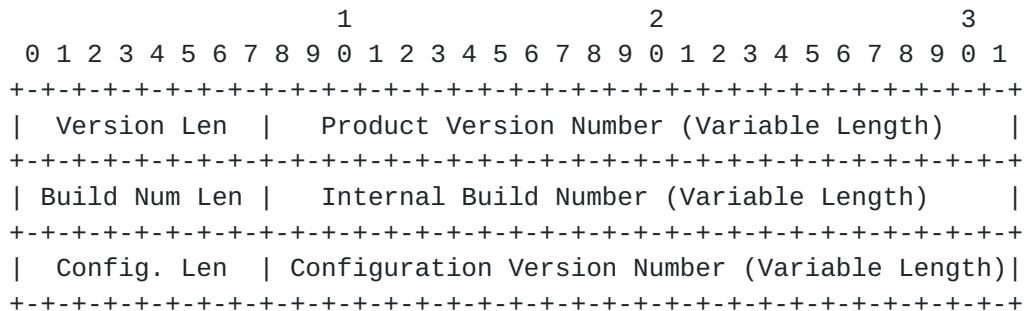 1                   2                   3
 0 1 2 3 4 5 6 7 8 9 0 1 2 3 4 5 6 7 8 9 0 1 2 3 4 5 6 7 8 9 0 1
+-+-+-+-+-+-+-+-+-+-+-+-+-+-+-+-+-+-+-+-+-+-+-+-+-+-+-+-+-+-+-+-+
|  Version Len  |   Product Version Number (Variable Length)    |
+-+-+-+-+-+-+-+-+-+-+-+-+-+-+-+-+-+-+-+-+-+-+-+-+-+-+-+-+-+-+-+-+
| Build Num Len |   Internal Build Number (Variable Length)     |
+-+-+-+-+-+-+-+-+-+-+-+-+-+-+-+-+-+-+-+-+-+-+-+-+-+-+-+-+-+-+-+-+
|  Config. Len  | Configuration Version Number (Variable Length)|
+-+-+-+-+-+-+-+-+-+-+-+-+-+-+-+-+-+-+-+-+-+-+-+-+-+-+-+-+-+-+-+-+